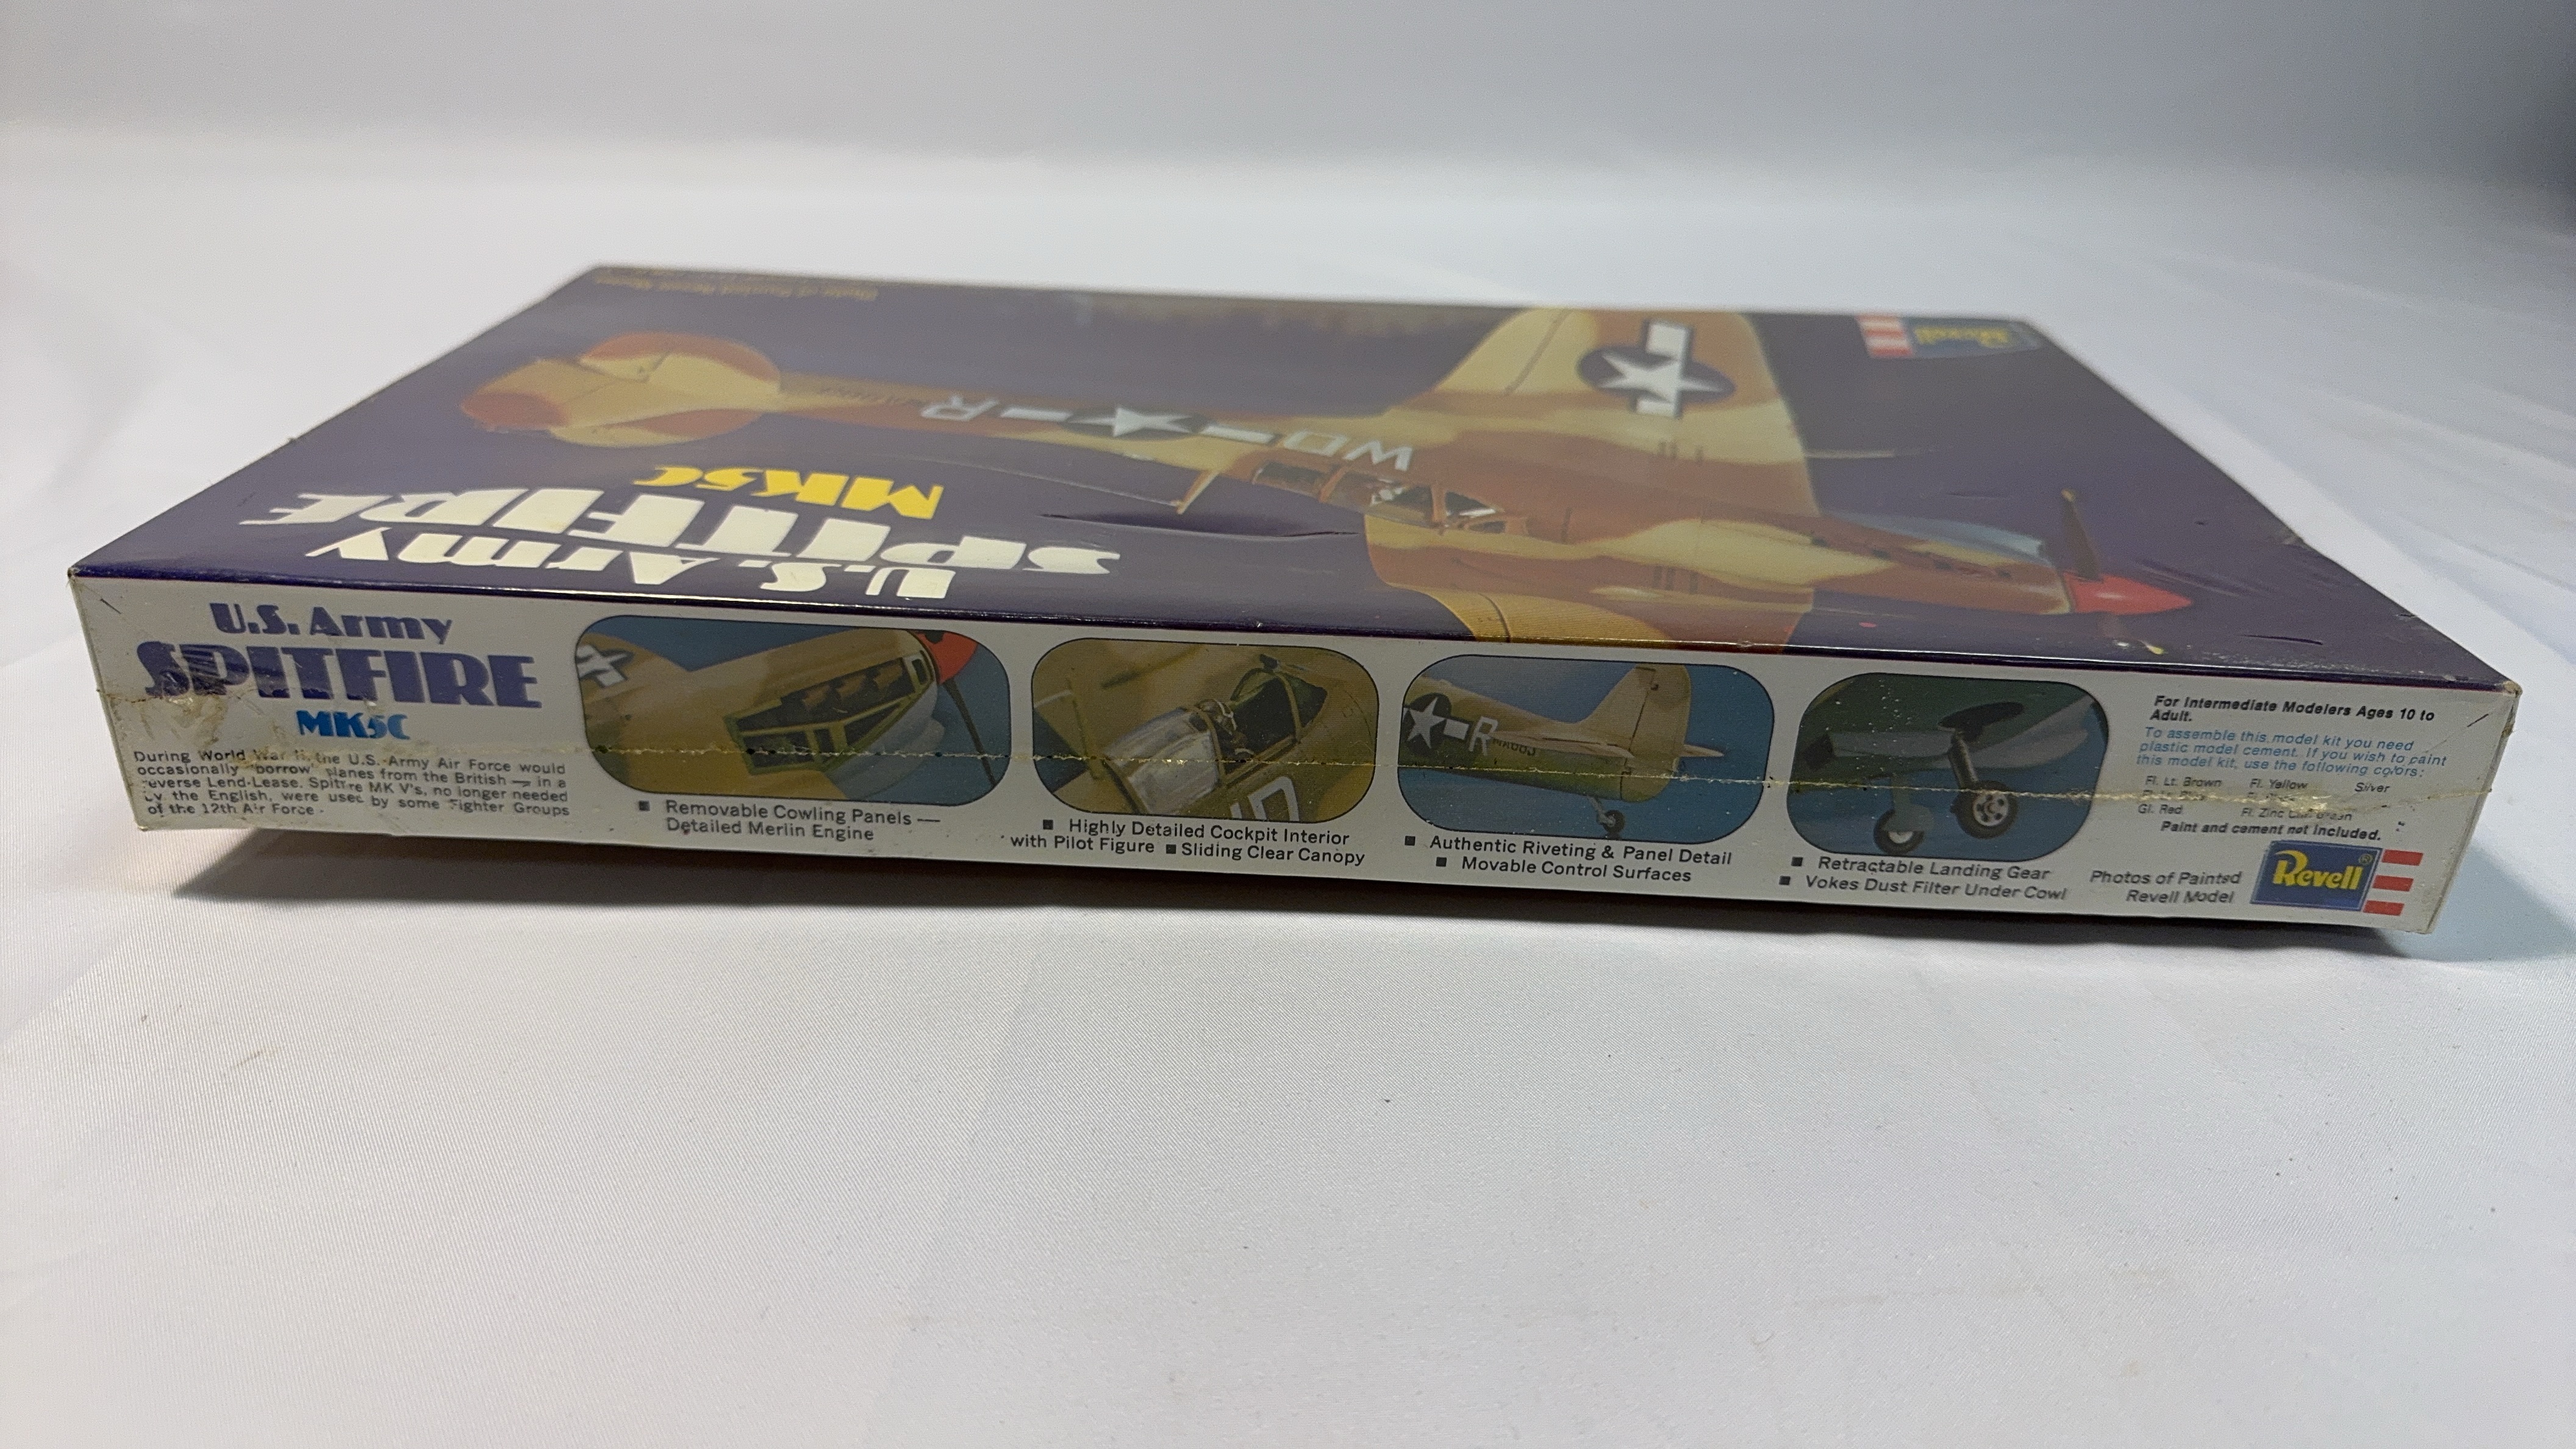 U.S. Army
SPITFIRE
MK5C
WD
R
Revell
U.S. Army
SPITFIRE
MK5C
During World War II, the U.S. Army Air Force would
occasionally "borrow" planes from the British — in a
reverse Lend-Lease. Spitfire MK V's, no longer needed
by the English, were used by some Fighter Groups
of the 12th Air Force.
■ Removable Cowling Panels —
Detailed Merlin Engine
■ Highly Detailed Cockpit Interior
with Pilot Figure ■ Sliding Clear Canopy
R
■ Authentic Riveting & Panel Detail
■ Movable Control Surfaces
■ Retractable Landing Gear
■ Vokes Dust Filter Under Cowl
For Intermediate Modelers Ages 10 to
Adult.
To assemble this model kit you need
plastic model cement. If you wish to paint
this model kit, use the following colors:
Fl. Lt. Brown Fl. Yellow Silver
Gl. Red Fl. Zinc
Paint and cement not included.
Photos of Painted
Revell Model
Revell®